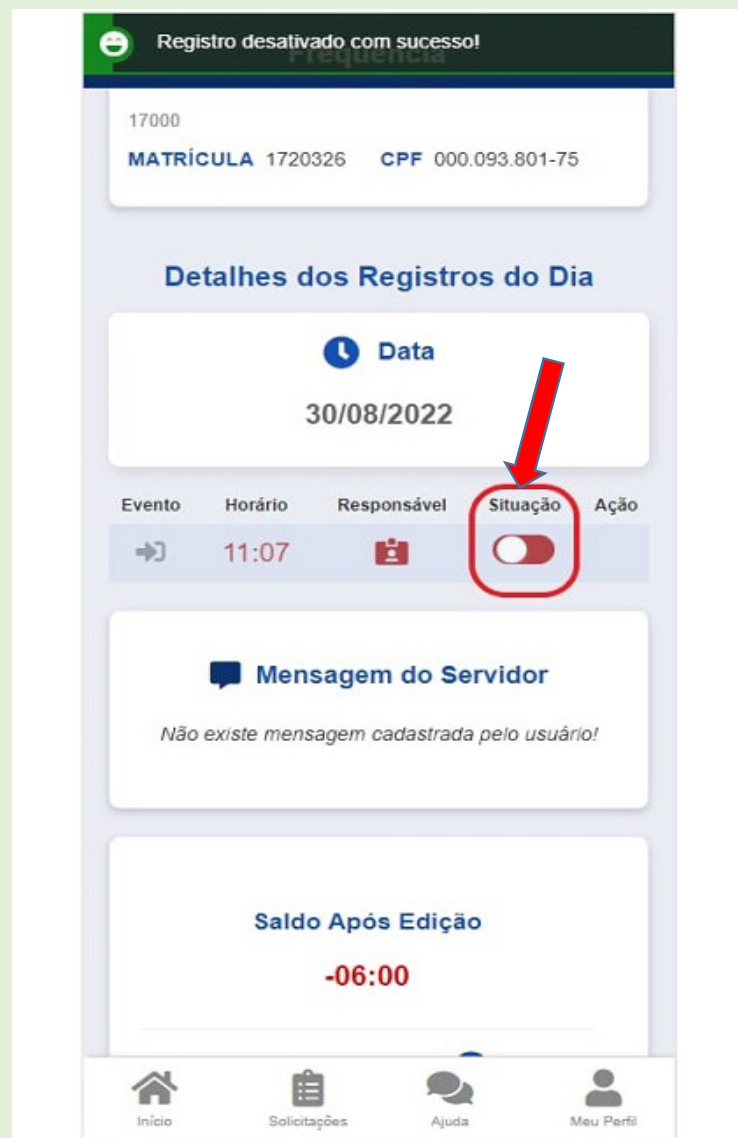 Registro desativado com sucesso!
Frequência
17000
MATRÍCULA 1720326 CPF 000.093.801-75
Detalhes dos Registros do Dia
Data
30/08/2022
Evento Horário Responsável Situação Ação
11:07
Mensagem do Servidor
Não existe mensagem cadastrada pelo usuário!
Saldo Após Edição
-06:00
Início Solicitações Ajuda Meu Perfil